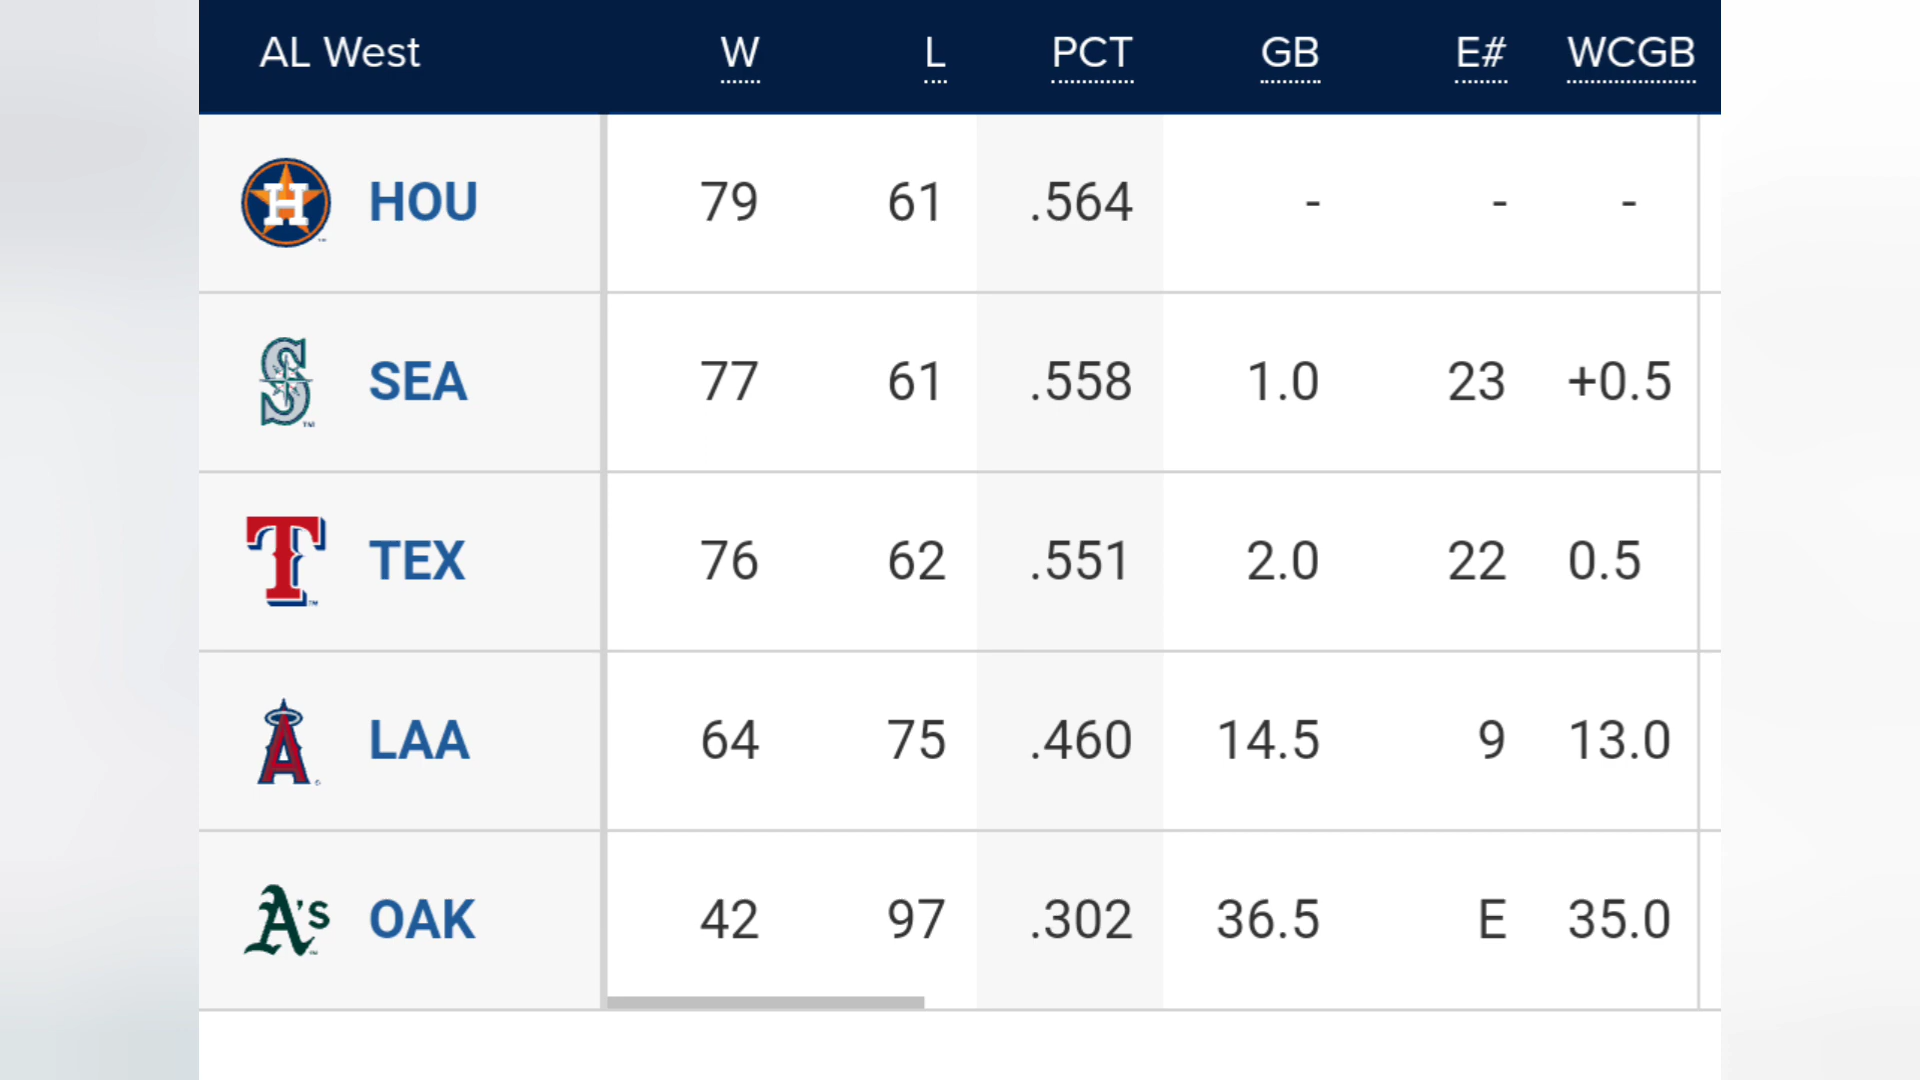 AL West W L PCT GB E# WCGB
H HOU 79 61 .564 - - -
S SEA 77 61 .558 1.0 23 +0.5
T TEX 76 62 .551 2.0 22 0.5
A LAA 64 75 .460 14.5 9 13.0
A's OAK 42 97 .302 36.5 E 35.0